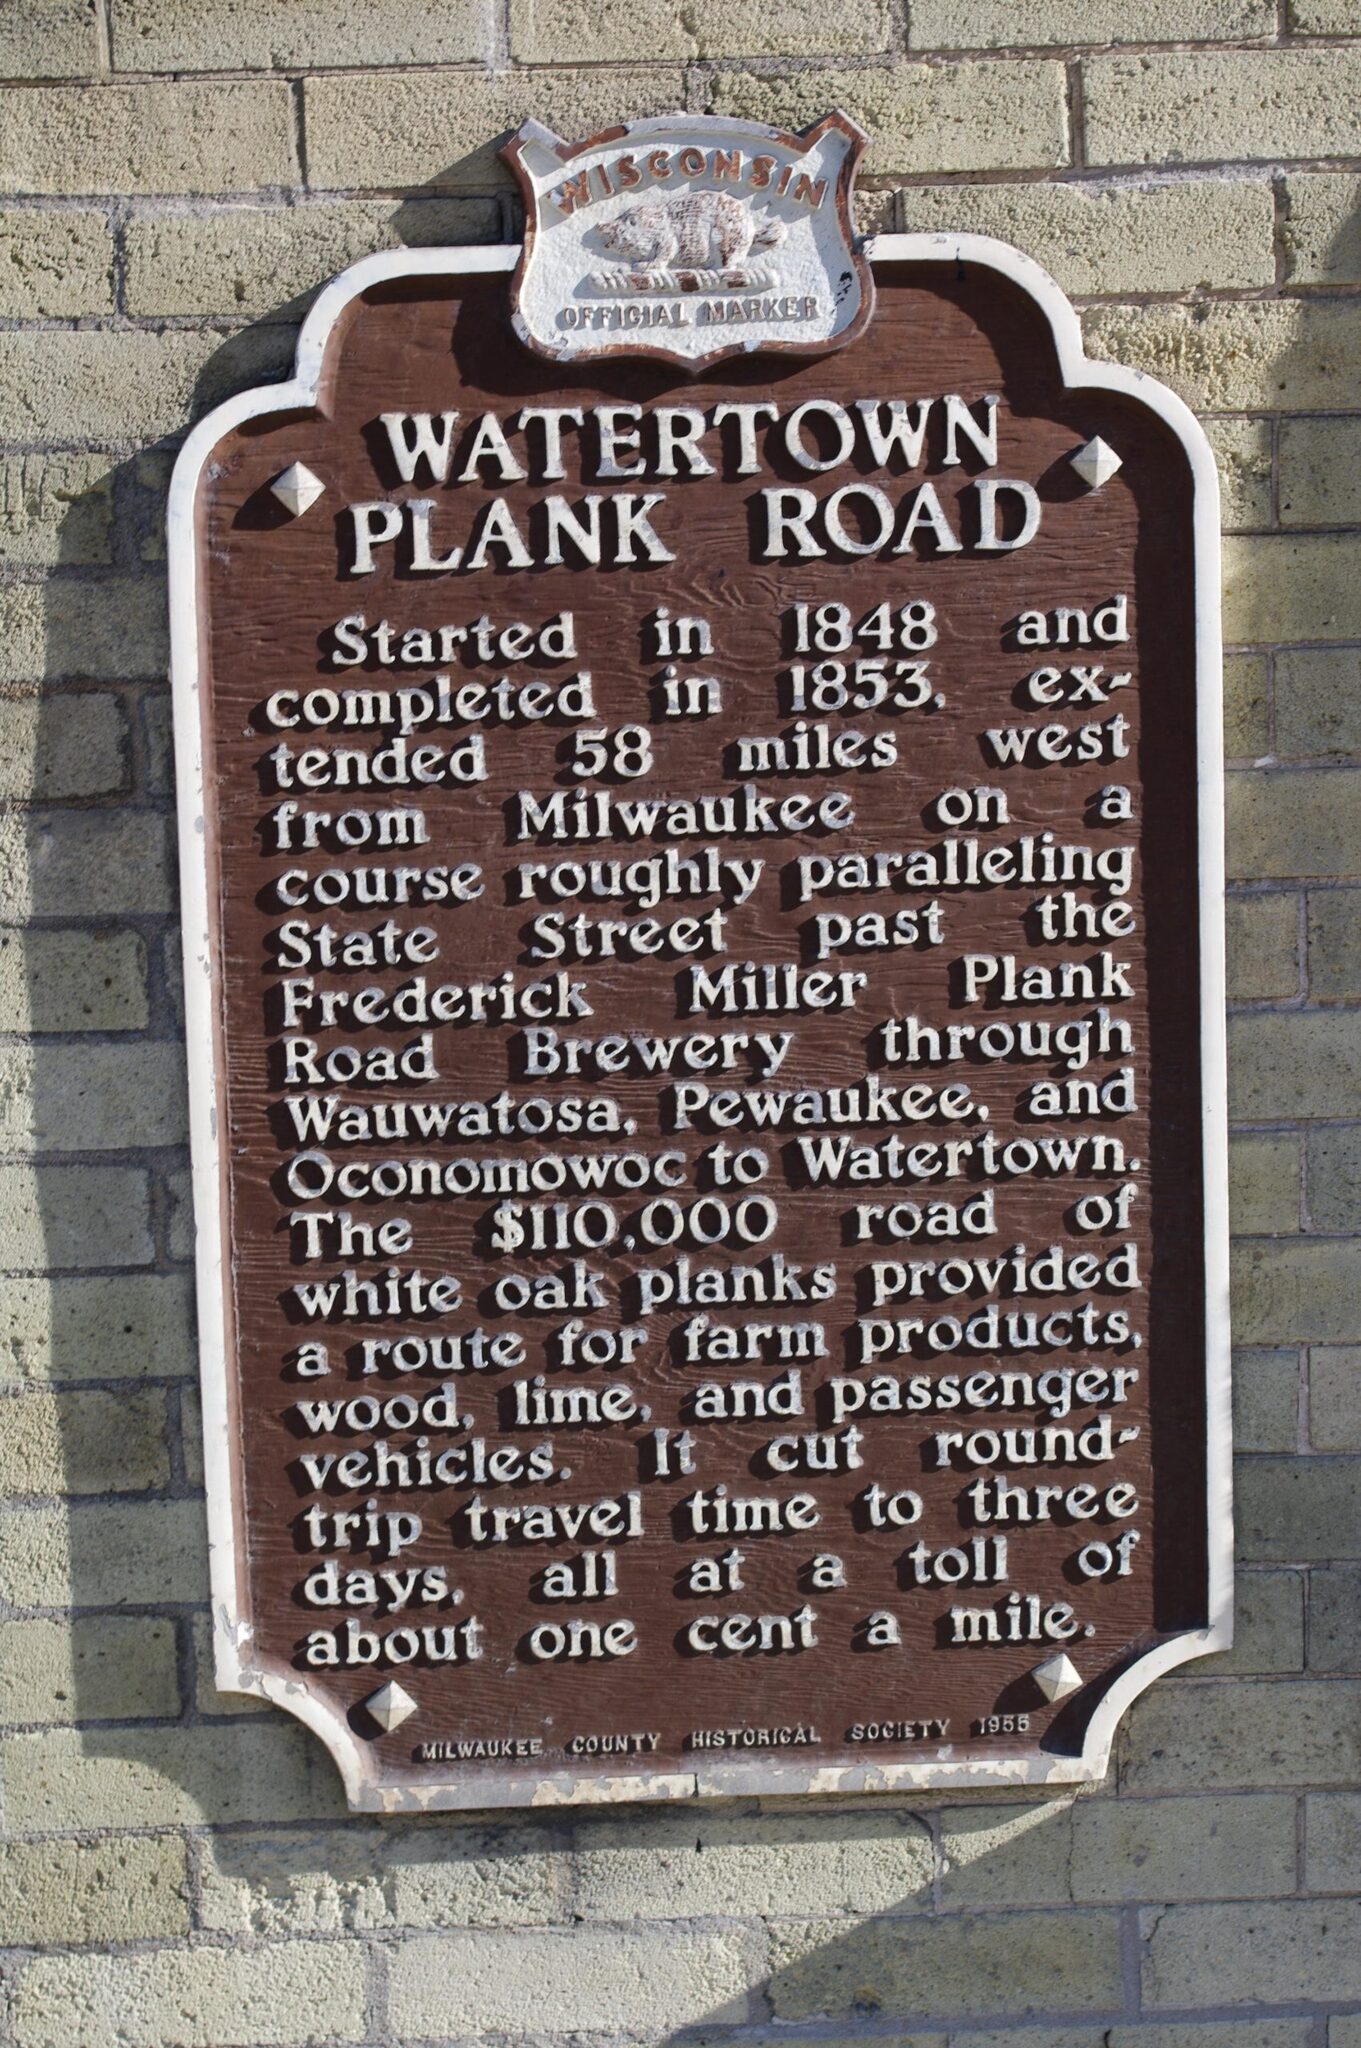 WISCONSIN
OFFICIAL MARKER
WATERTOWN
PLANK ROAD
Started in 1848 and
completed in 1853, ex-
tended 58 miles west
from Milwaukee on a
course roughly paralleling
State Street past the
Frederick Miller Plank
Road Brewery through
Wauwatosa, Pewaukee, and
Oconomowoc to Watertown.
The $110,000 road of
white oak planks provided
a route for farm products,
wood, lime, and passenger
vehicles. It cut round-
trip travel time to three
days, all at a toll of
about one cent a mile.
MILWAUKEE COUNTY HISTORICAL SOCIETY 1955